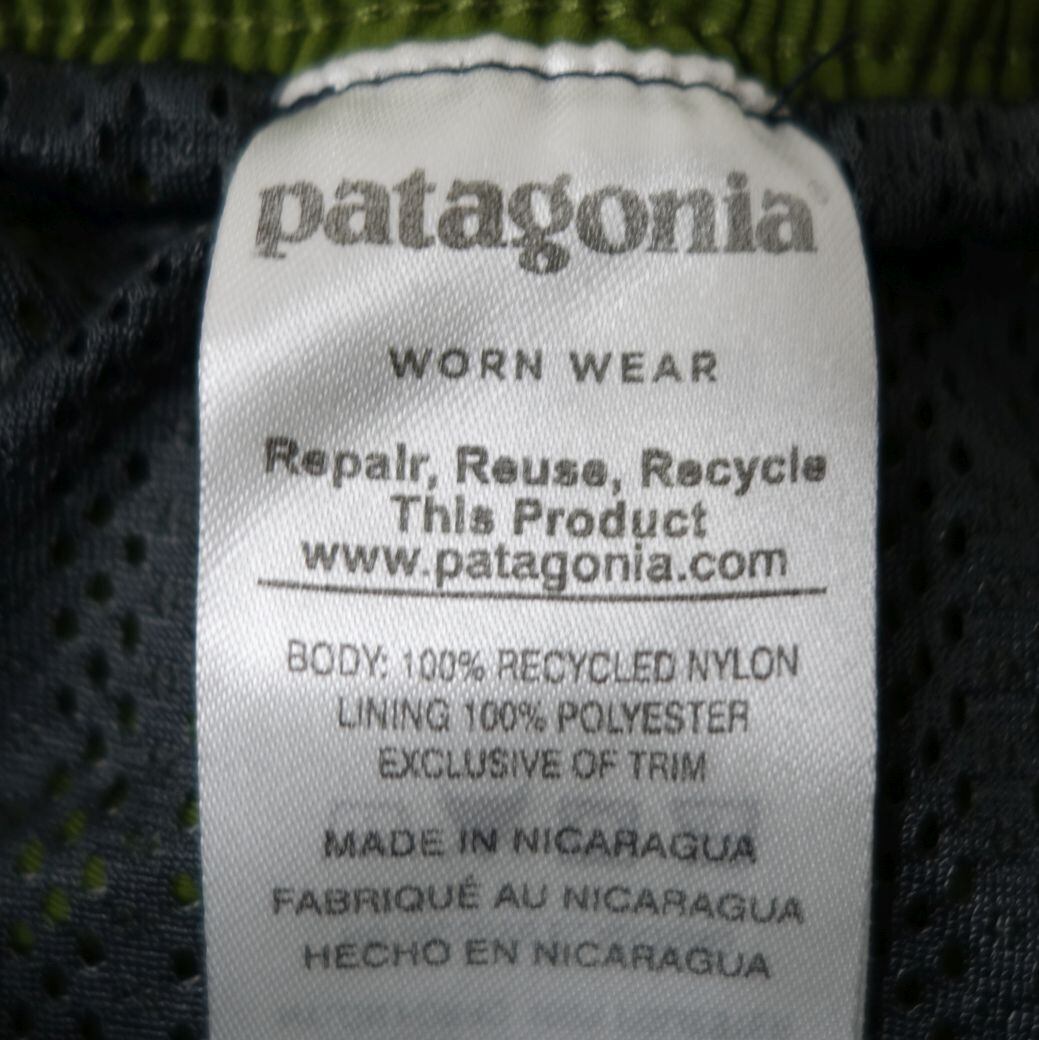 patagonia®
WORN WEAR
Repair, Reuse, Recycle
This Product
www.patagonia.com
BODY: 100% RECYCLED NYLON
LINING 100% POLYESTER
EXCLUSIVE OF TRIM
MADE IN NICARAGUA
FABRIQUÉ AU NICARAGUA
HECHO EN NICARAGUA